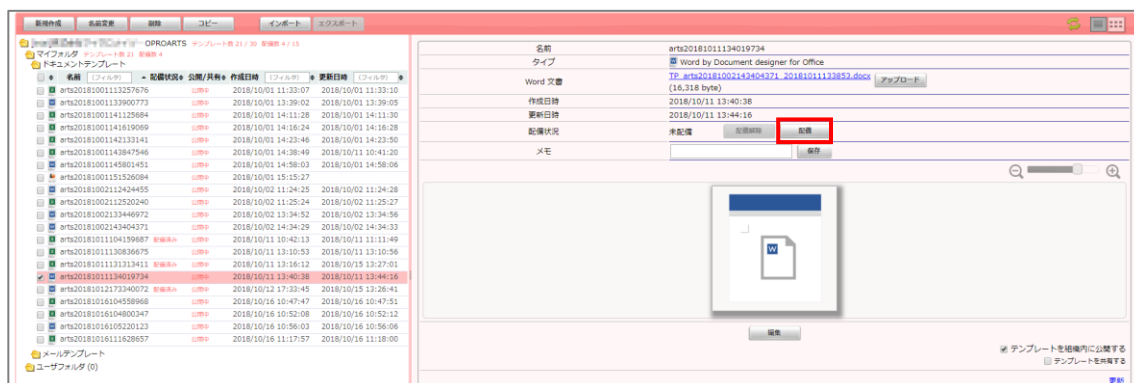 新規作成 名前変更 削除 コピー インポート エクスポート
OPROARTS テンプレート数 21 / 30 配備数 4 / 15
マイフォルダ テンプレート数 21 配備数 4
ドキュメントテンプレート
名前 (フィルタ) 配備状況 公開/共有 作成日時 (フィルタ) 更新日時 (フィルタ)
arts20181001113257676 公開中 2018/10/01 11:33:07 2018/10/01 11:33:10
arts20181001133900773 公開中 2018/10/01 13:39:02 2018/10/01 13:39:05
arts20181001141125684 公開中 2018/10/01 14:11:28 2018/10/01 14:11:30
arts20181001141619069 公開中 2018/10/01 14:16:24 2018/10/01 14:16:28
arts20181001142133141 公開中 2018/10/01 14:23:46 2018/10/01 14:23:50
arts20181001143847546 公開中 2018/10/01 14:38:49 2018/10/11 10:41:20
arts20181001145801451 公開中 2018/10/01 14:58:03 2018/10/01 14:58:06
arts20181001151526084 公開中 2018/10/01 15:15:27
arts20181002112424455 公開中 2018/10/02 11:24:25 2018/10/02 11:24:28
arts20181002112520240 公開中 2018/10/02 11:25:24 2018/10/02 11:25:27
arts20181002133446972 公開中 2018/10/02 13:34:52 2018/10/02 13:34:56
arts20181002143404371 公開中 2018/10/02 14:34:29 2018/10/02 14:34:33
arts20181011104159687 配備済み 公開中 2018/10/11 10:42:13 2018/10/11 11:11:49
arts20181011130836675 公開中 2018/10/11 13:10:53 2018/10/11 13:10:56
arts20181011131313411 配備済み 公開中 2018/10/11 13:16:12 2018/10/15 13:27:01
arts20181011134019734 公開中 2018/10/11 13:40:38 2018/10/11 13:44:16
arts20181012173340072 配備済み 公開中 2018/10/12 17:33:45 2018/10/15 13:26:41
arts20181016104558968 公開中 2018/10/16 10:47:47 2018/10/16 10:47:51
arts20181016104800347 公開中 2018/10/16 10:52:08 2018/10/16 10:52:12
arts20181016105220123 公開中 2018/10/16 10:56:03 2018/10/16 10:56:06
arts20181016111628657 公開中 2018/10/16 11:17:57 2018/10/16 11:18:00
メールテンプレート
ユーザフォルダ (0)
名前 arts20181011134019734
タイプ Word by Document designer for Office
Word 文書 TP_arts20181002143404371_20181011133853.docx アップロード
(16,318 byte)
作成日時 2018/10/11 13:40:38
更新日時 2018/10/11 13:44:16
配備状況 未配備 配備解除 配備
メモ 保存
W
編集
テンプレートを組織内に公開する
テンプレートを共有する
更新